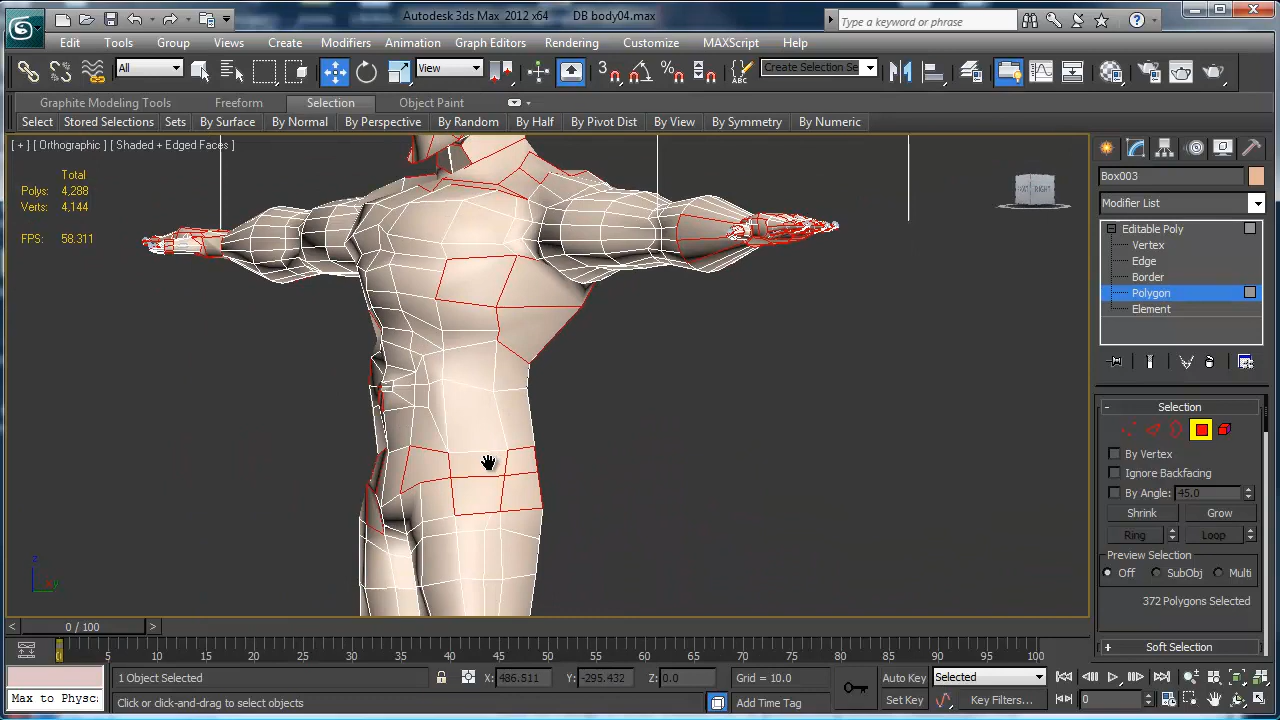 Autodesk 3ds Max 2012 x64 DB body04.max
Type a keyword or phrase
Edit Tools Group Views Create Modifiers Animation Graph Editors Rendering Customize MAXScript Help
All View Create Selection Se
Graphite Modeling Tools Freeform Selection Object Paint
Select Stored Selections Sets By Surface By Normal By Perspective By Random By Half By Pivot Dist By View By Symmetry By Numeric
[ + ] [ Orthographic ] [ Shaded + Edged Faces ]
Total
Polys: 4,288
Verts: 4,144
FPS: 58.311
RIGHT
Box003
Modifier List
Editable Poly
Vertex
Edge
Border
Polygon
Element
- Selection
By Vertex
Ignore Backfacing
By Angle: 45.0
Shrink Grow
Ring Loop
Preview Selection
Off SubObj Multi
372 Polygons Selected
+ Soft Selection
z
< 0 / 100 >
0 5 10 15 20 25 30 35 40 45 50 55 60 65 70 75 80 85 90 95 100
1 Object Selected X: 486.511 Y: -295.432 Z: 0.0 Grid = 10.0 Auto Key Selected
Max to Physc: Click or click-and-drag to select objects Add Time Tag Set Key Key Filters... 0